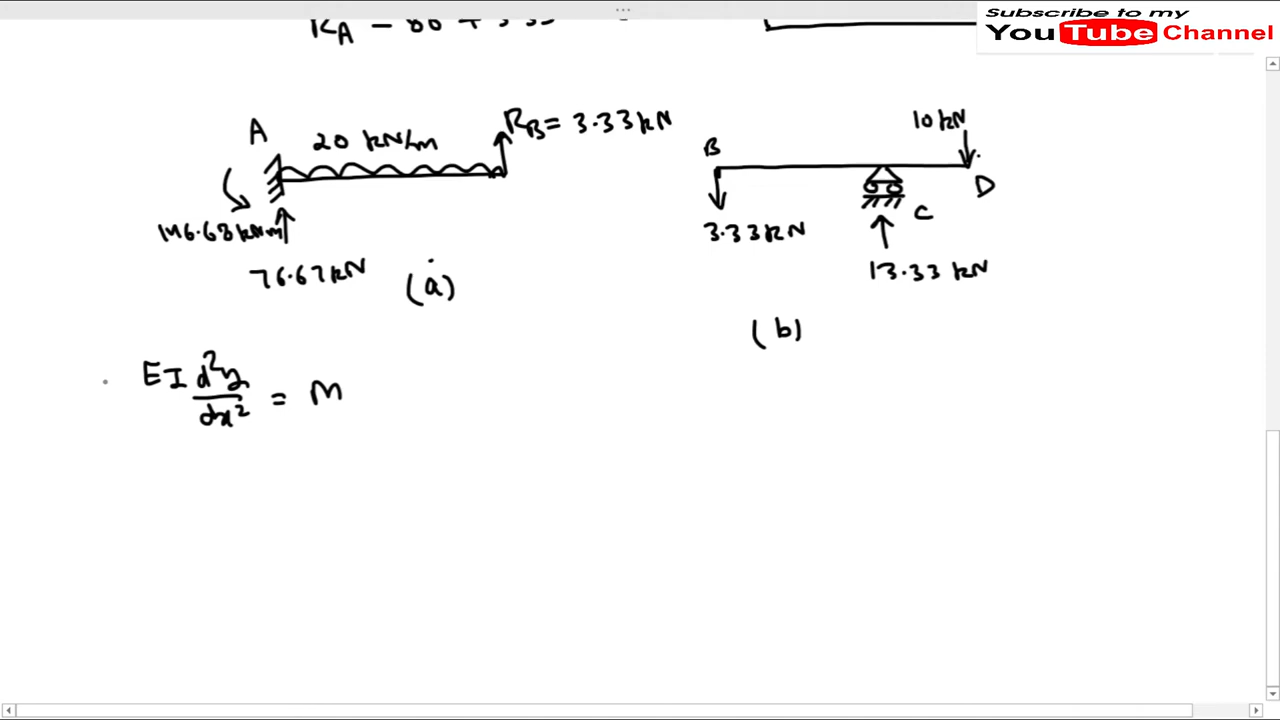 Subscribe to my
YouTube Channel
A
20 kN/m
RB = 3.33 kN
146.68 kNm
76.67 kN
(a)
B
10 kN
D
C
3.33 kN
13.33 kN
(b)
EI d²y/dx² = M